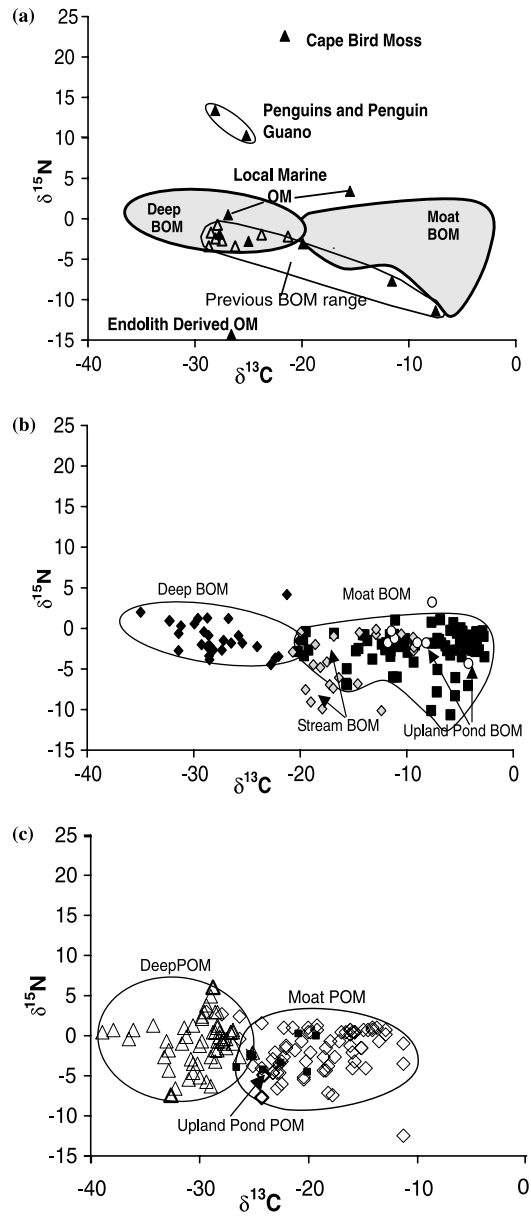 (a)
25
20
15
10
5
0
-5
-10
-15
δ15N
Cape Bird Moss
Penguins and Penguin
Guano
Local Marine
OM
Deep
BOM
Moat
BOM
Previous BOM range
Endolith Derived OM
-40 -30 -20 -10 0
δ13C
(b)
25
20
15
10
5
0
-5
-10
-15
δ15N
Deep BOM
Moat BOM
Stream BOM
Upland Pond BOM
-40 -30 -20 -10 0
δ13C
(c)
25
20
15
10
5
0
-5
-10
-15
δ15N
DeepPOM
Moat POM
Upland Pond POM
-40 -30 -20 -10 0
δ13C